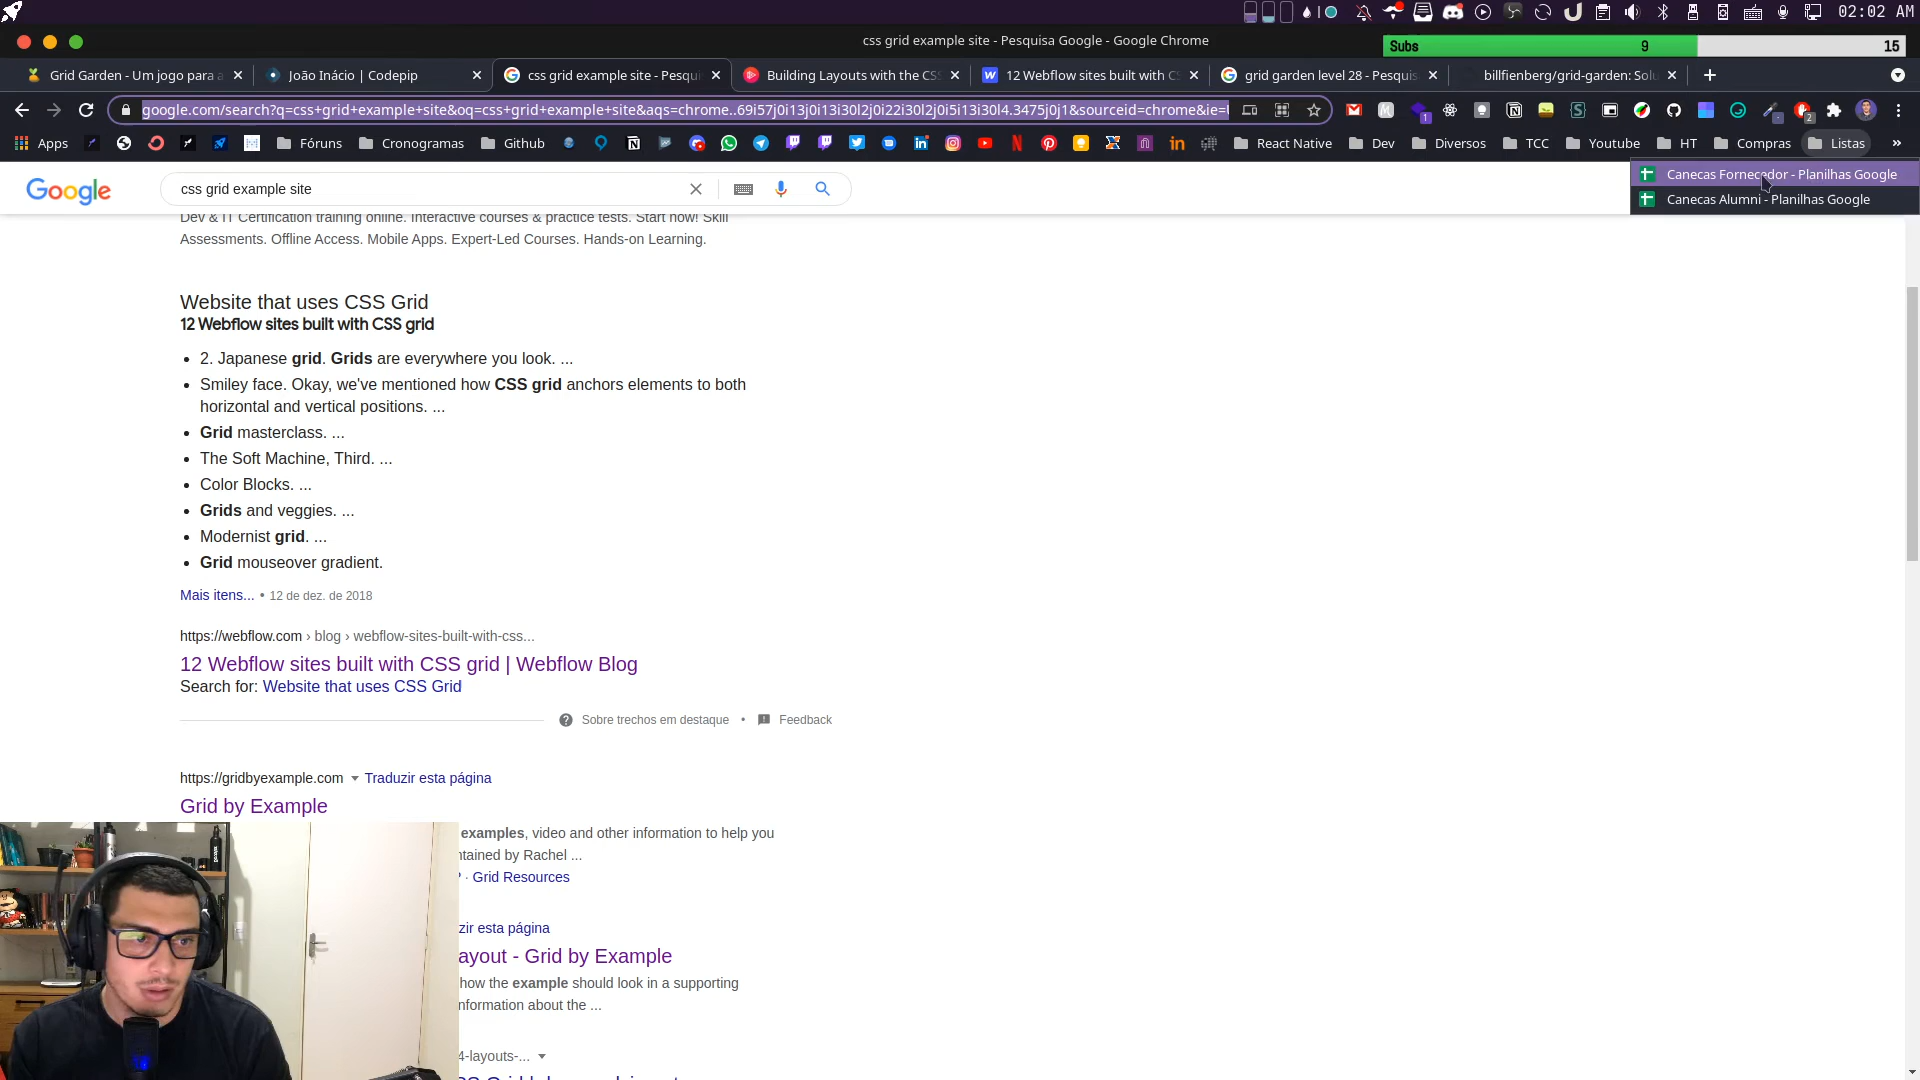 02:02 AM
css grid example site - Pesquisa Google - Google Chrome
Subs 9 15
Grid Garden - Um jogo para a
João Inácio | Codepip
css grid example site - Pesqui
Building Layouts with the CSS
12 Webflow sites built with CS
grid garden level 28 - Pesquis
billfienberg/grid-garden: Solu
google.com/search?q=css+grid+example+site&oq=css+grid+example+site&aqs=chrome..69i57j0i13j0i13i30l2j0i22i30l2j0i5i13i30l4.3475j0j1&sourceid=chrome&ie=
Apps
Fóruns
Cronogramas
Github
React Native
Dev
Diversos
TCC
Youtube
HT
Compras
Listas
Canecas Fornecedor - Planilhas Google
Canecas Alumni - Planilhas Google
Google
css grid example site
Dev & IT Certification training online. Interactive courses & practice tests. Start now! Skill
Assessments. Offline Access. Mobile Apps. Expert-Led Courses. Hands-on Learning.
Website that uses CSS Grid
12 Webflow sites built with CSS grid
2. Japanese grid. Grids are everywhere you look. ...
Smiley face. Okay, we've mentioned how CSS grid anchors elements to both
horizontal and vertical positions. ...
Grid masterclass. ...
The Soft Machine, Third. ...
Color Blocks. ...
Grids and veggies. ...
Modernist grid. ...
Grid mouseover gradient.
Mais itens... • 12 de dez. de 2018
https://webflow.com › blog › webflow-sites-built-with-css...
12 Webflow sites built with CSS grid | Webflow Blog
Search for: Website that uses CSS Grid
Sobre trechos em destaque • Feedback
https://gridbyexample.com Traduzir esta página
Grid by Example
examples, video and other information to help you
ntained by Rachel ...
· Grid Resources
zir esta página
ayout - Grid by Example
how the example should look in a supporting
nformation about the ...
4-layouts-...